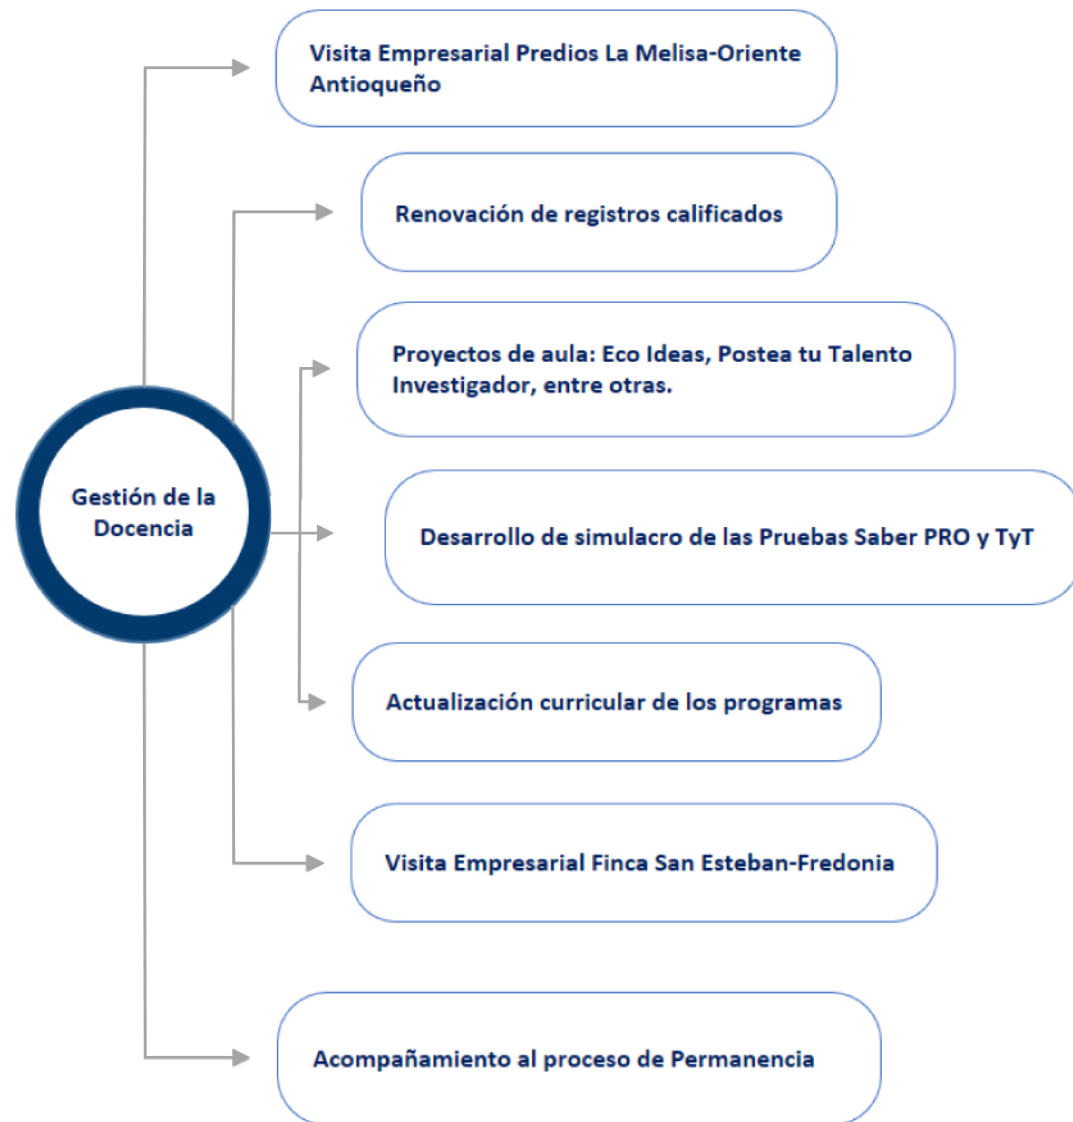 Visita Empresarial Predios La Melisa-Oriente
Antioqueño
Renovación de registros calificados
Proyectos de aula: Eco Ideas, Postea tu Talento
Investigador, entre otras.
Gestión de la
Docencia
Desarrollo de simulacro de las Pruebas Saber PRO y TyT
Actualización curricular de los programas
Visita Empresarial Finca San Esteban-Fredonia
Acompañamiento al proceso de Permanencia